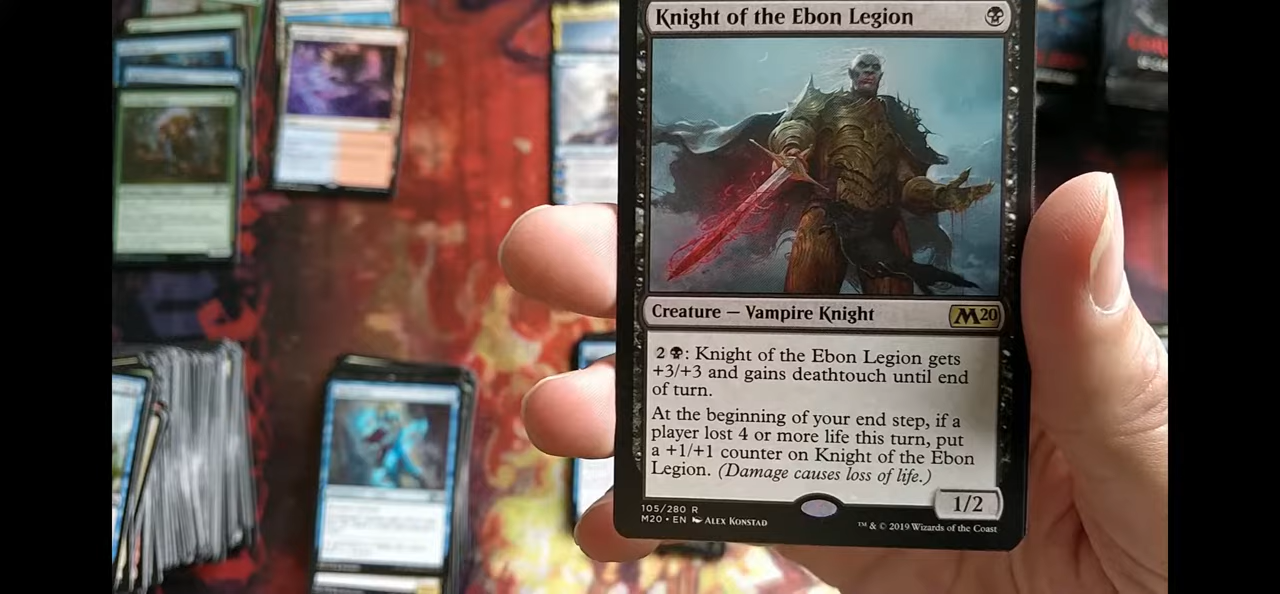 Knight of the Ebon Legion
Creature — Vampire Knight
M20
2 : Knight of the Ebon Legion gets
+3/+3 and gains deathtouch until end
of turn.
At the beginning of your end step, if a
player lost 4 or more life this turn, put
a +1/+1 counter on Knight of the Ebon
Legion. (Damage causes loss of life.)
1/2
105/280 R
M20 • EN Alex Konstad
™ & © 2019 Wizards of the Coast